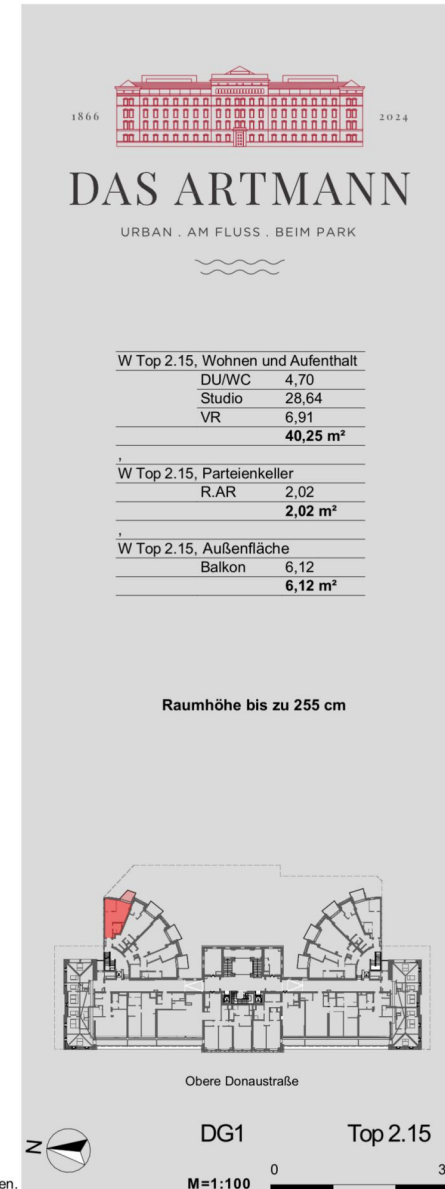 1866
2024
DAS ARTMANN
URBAN . AM FLUSS . BEIM PARK
W Top 2.15, Wohnen und Aufenthalt
DU/WC 4,70
Studio 28,64
VR 6,91
40,25 m²
,
W Top 2.15, Parteienkeller
R.AR 2,02
2,02 m²
,
W Top 2.15, Außenfläche
Balkon 6,12
6,12 m²
Raumhöhe bis zu 255 cm
Obere Donaustraße
N
DG1 Top 2.15
0 3
en. M=1:100